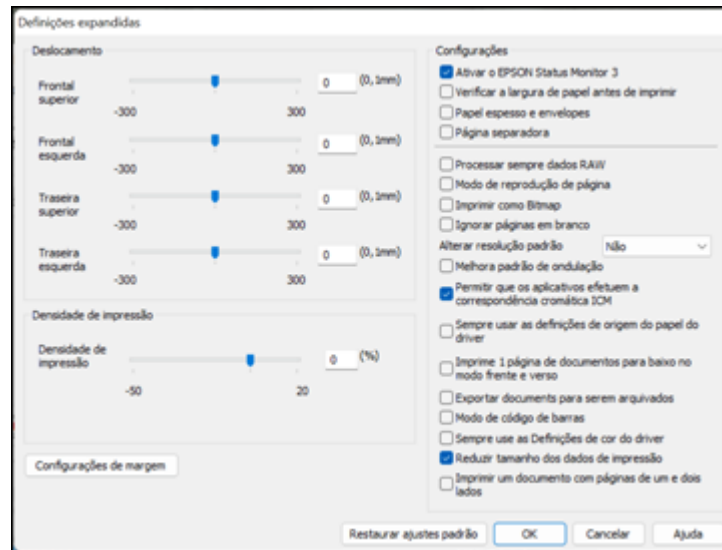 Definições expandidas
Deslocamento
Frontal
superior
0
(0,1mm)
-300
300
Frontal
esquerda
0
(0,1mm)
-300
300
Traseira
superior
0
(0,1mm)
-300
300
Traseira
esquerda
0
(0,1mm)
-300
300
Densidade de impressão
Densidade de
impressão
0
(%)
-50
20
Configurações de margem
Configurações
Ativar o EPSON Status Monitor 3
Verificar a largura de papel antes de imprimir
Papel espesso e envelopes
Página separadora
Processar sempre dados RAW
Modo de reprodução de página
Imprimir como Bitmap
Ignorar páginas em branco
Alterar resolução padrão
Não
Melhora padrão de ondulação
Permitir que os aplicativos efetuem a
correspondência cromática ICM
Sempre usar as definições de origem do papel do
driver
Imprime 1 página de documentos para baixo no
modo frente e verso
Exportar documents para serem arquivados
Modo de código de barras
Sempre use as Definições de cor do driver
Reduzir tamanho dos dados de impressão
Imprimir um documento com páginas de um e dois
lados
Restaurar ajustes padrão
OK
Cancelar
Ajuda